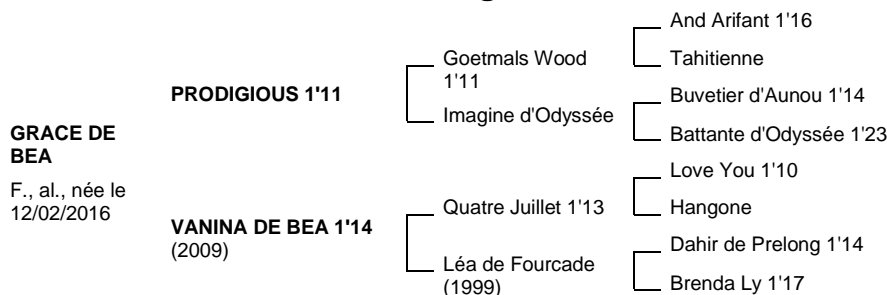 GRACE DE
BEA
F., al., née le
12/02/2016
PRODIGIOUS 1'11
VANINA DE BEA 1'14
(2009)
Goetmals Wood
1'11
Imagine d'Odyssée
Quatre Juillet 1'13
Léa de Fourcade
(1999)
And Arifant 1'16
Tahitienne
Buvetier d'Aunou 1'14
Battante d'Odyssée 1'23
Love You 1'10
Hangone
Dahir de Prelong 1'14
Brenda Ly 1'17